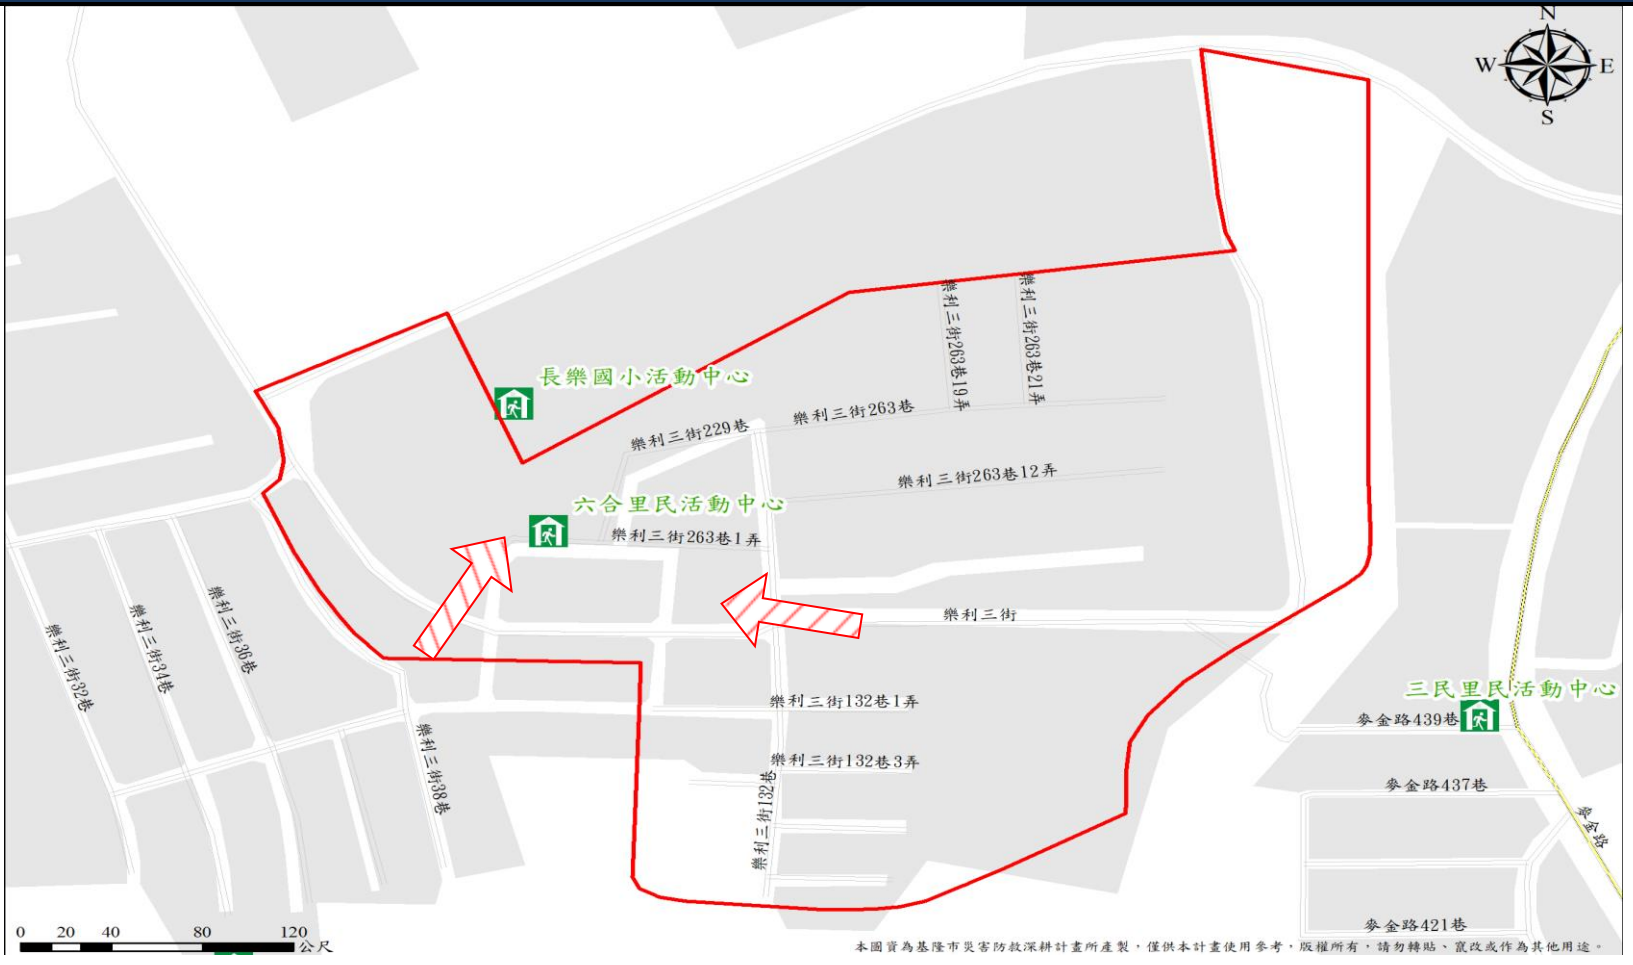 N
W
E
S
樂利三街263巷19弄
樂利三街263巷21弄
長樂國小活動中心
樂利三街263巷
樂利三街229巷
樂利三街263巷12弄
六合里民活動中心
樂利三街263巷1弄
樂利三街
樂利三街36巷
樂利三街34巷
樂利三街32巷
三民里民活動中心
樂利三街132巷1弄
麥金路439巷
樂利三街38巷
樂利三街132巷3弄
樂利三街132巷
麥金路437巷
麥金路
麥金路421巷
0 20 40 80 120
公尺
本圖資為基隆市災害防救深耕計畫所產製，僅供本計畫使用參考，版權所有，請勿轉貼、竄改或作為其他用途。